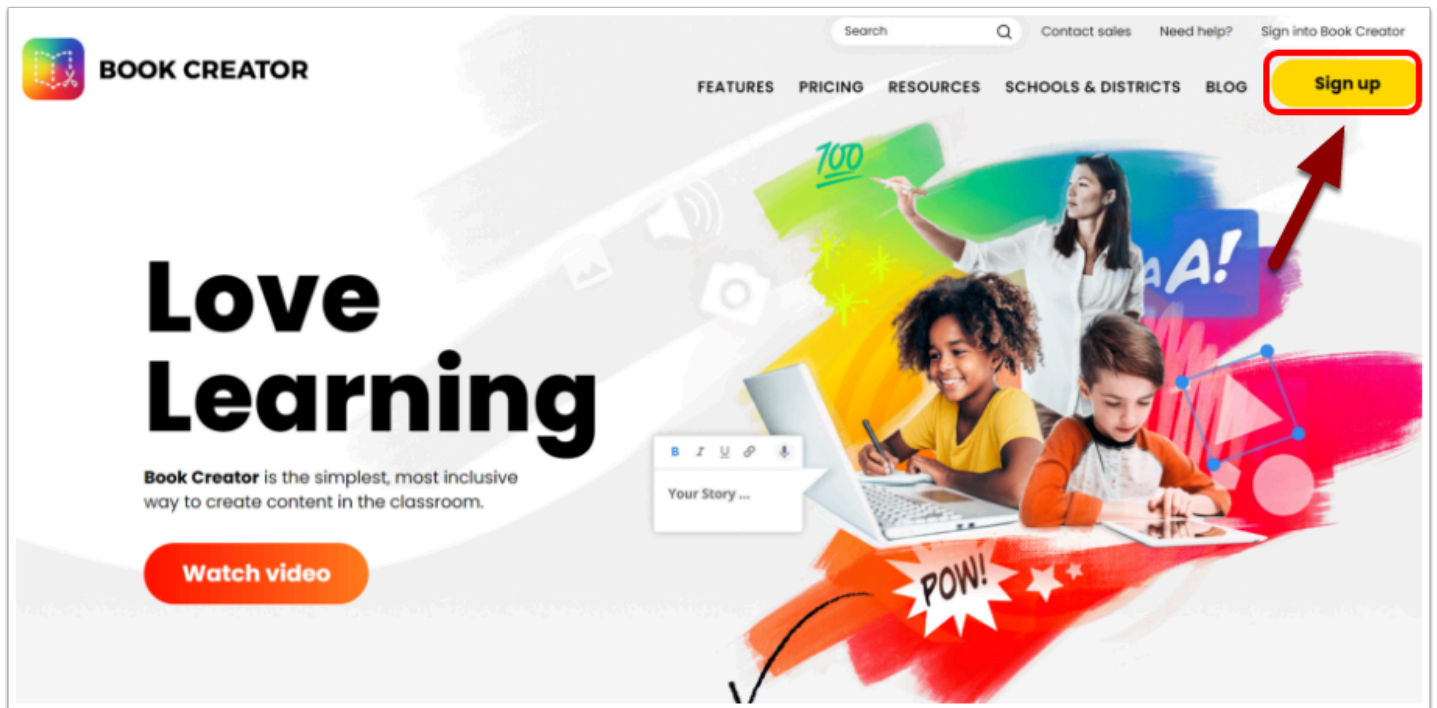 Search
Contact sales
Need help?
Sign into Book Creator
BOOK CREATOR
FEATURES
PRICING
RESOURCES
SCHOOLS & DISTRICTS
BLOG
Sign up
100
AA!
Love
Learning
B I U
Your Story ...
Book Creator is the simplest, most inclusive
way to create content in the classroom.
Watch video
POW!